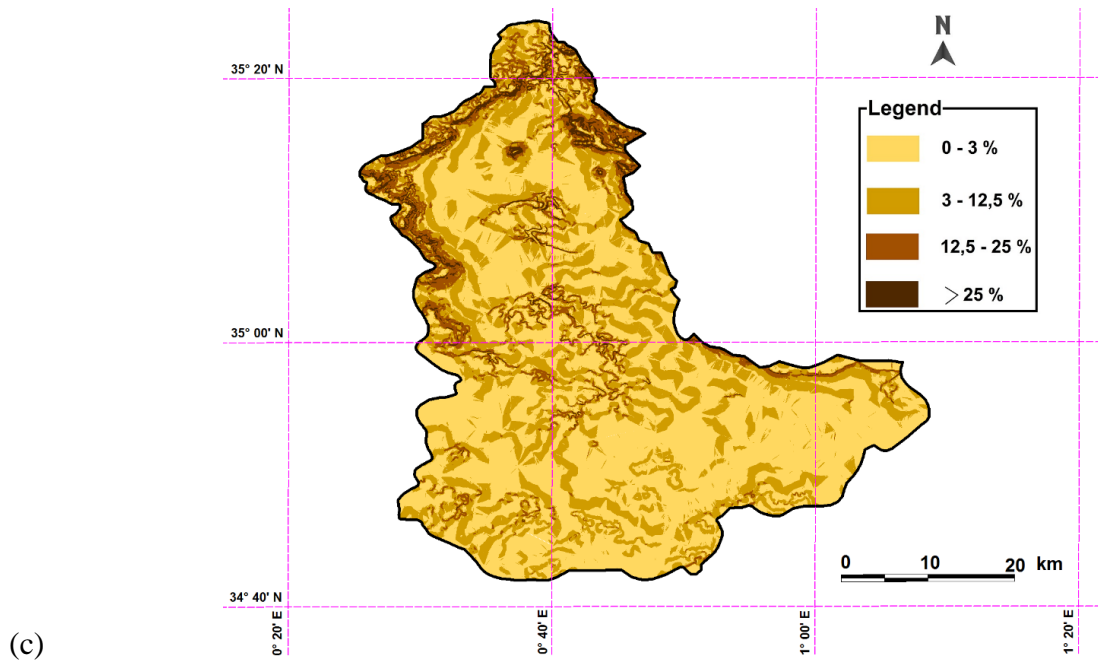 N
35° 20' N
Legend
0 - 3 %
3 - 12,5 %
12,5 - 25 %
> 25 %
35° 00' N
0 10 20 km
34° 40' N
0° 20' E
0° 40' E
1° 00' E
1° 20' E
(c)